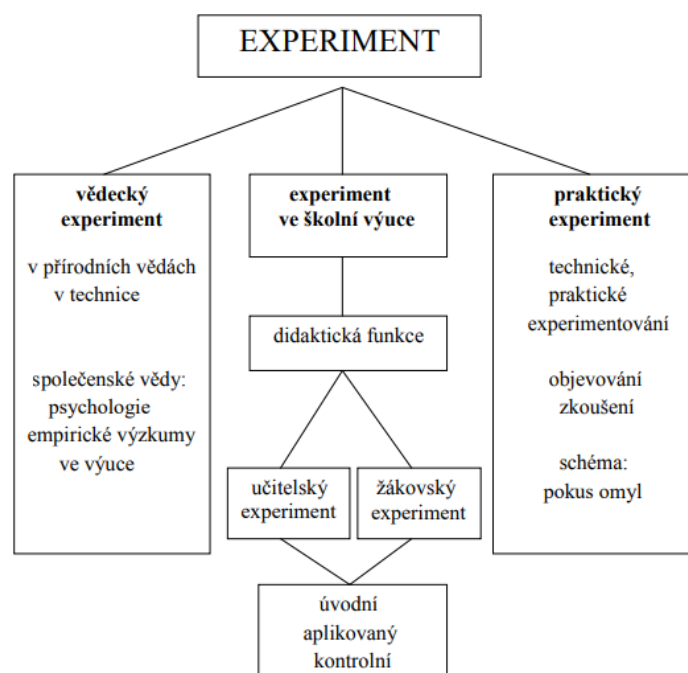 EXPERIMENT
vědecký
experiment
v přírodních vědách
v technice
společenské vědy:
psychologie
empirické výzkumy
ve výuce
experiment
ve školní výuce
didaktická funkce
učitelský
experiment
žákovský
experiment
úvodní
aplikovaný
kontrolní
praktický
experiment
technické,
praktické
experimentování
objevování
zkoušení
schéma:
pokus omyl